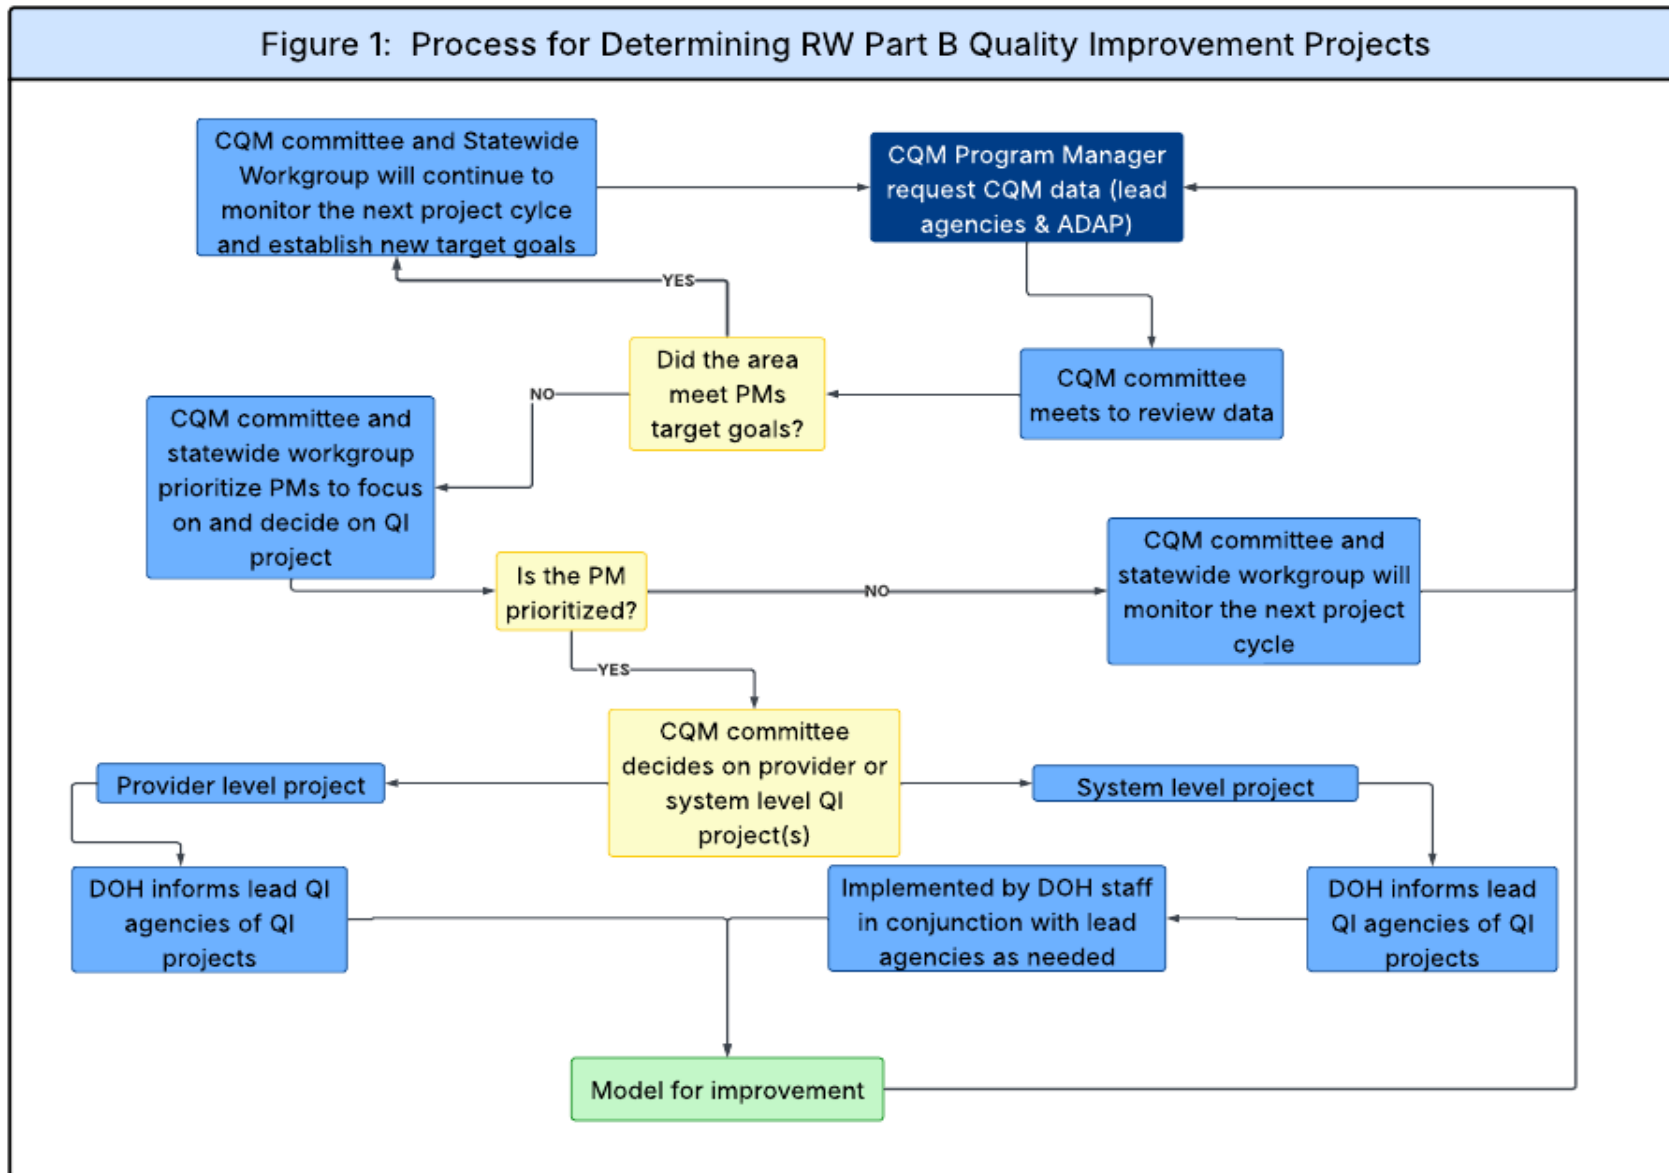 Figure 1: Process for Determining RW Part B Quality Improvement Projects
CQM committee and Statewide
Workgroup will continue to
monitor the next project cylce
and establish new target goals
CQM Program Manager
request CQM data (lead
agencies & ADAP)
YES
Did the area
meet PMs
target goals?
CQM committee
meets to review data
NO
CQM committee and
statewide workgroup
prioritize PMs to focus
on and decide on QI
project
Is the PM
prioritized?
NO
CQM committee and
statewide workgroup will
monitor the next project
cycle
YES
CQM committee
decides on provider or
system level QI
project(s)
Provider level project
System level project
DOH informs lead QI
agencies of QI
projects
Implemented by DOH staff
in conjunction with lead
agencies as needed
DOH informs lead
QI agencies of QI
projects
Model for improvement